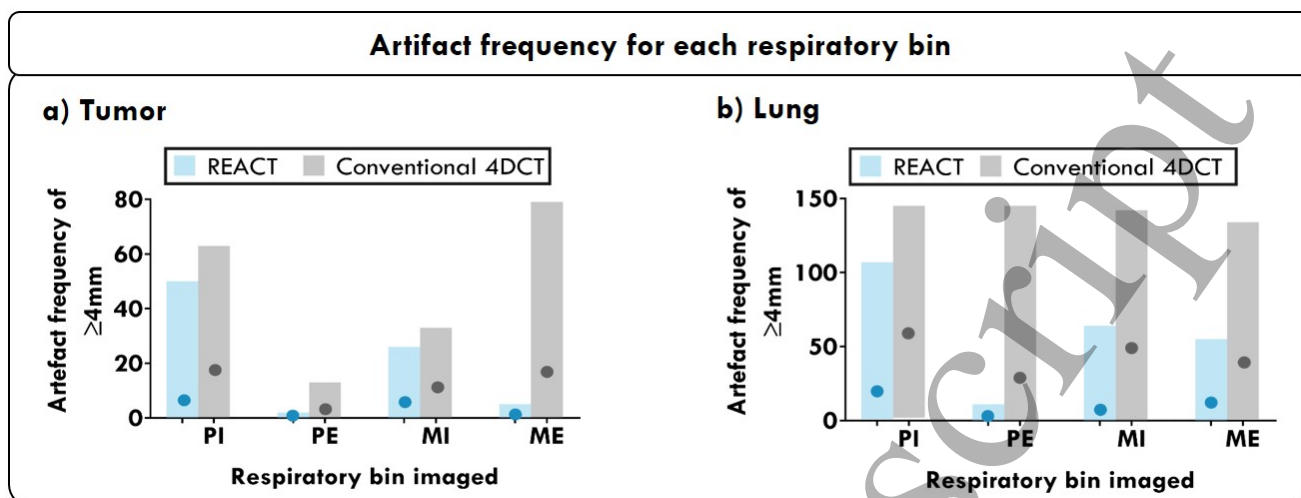 Artifact frequency for each respiratory bin
a) Tumor
REACT
Conventional 4DCT
Artefact frequency of
≥4mm
80
60
40
20
0
PI
PE
MI
ME
Respiratory bin imaged
b) Lung
REACT
Conventional 4DCT
Artefact frequency of
≥4mm
150
100
50
0
PI
PE
MI
ME
Respiratory bin imaged
script